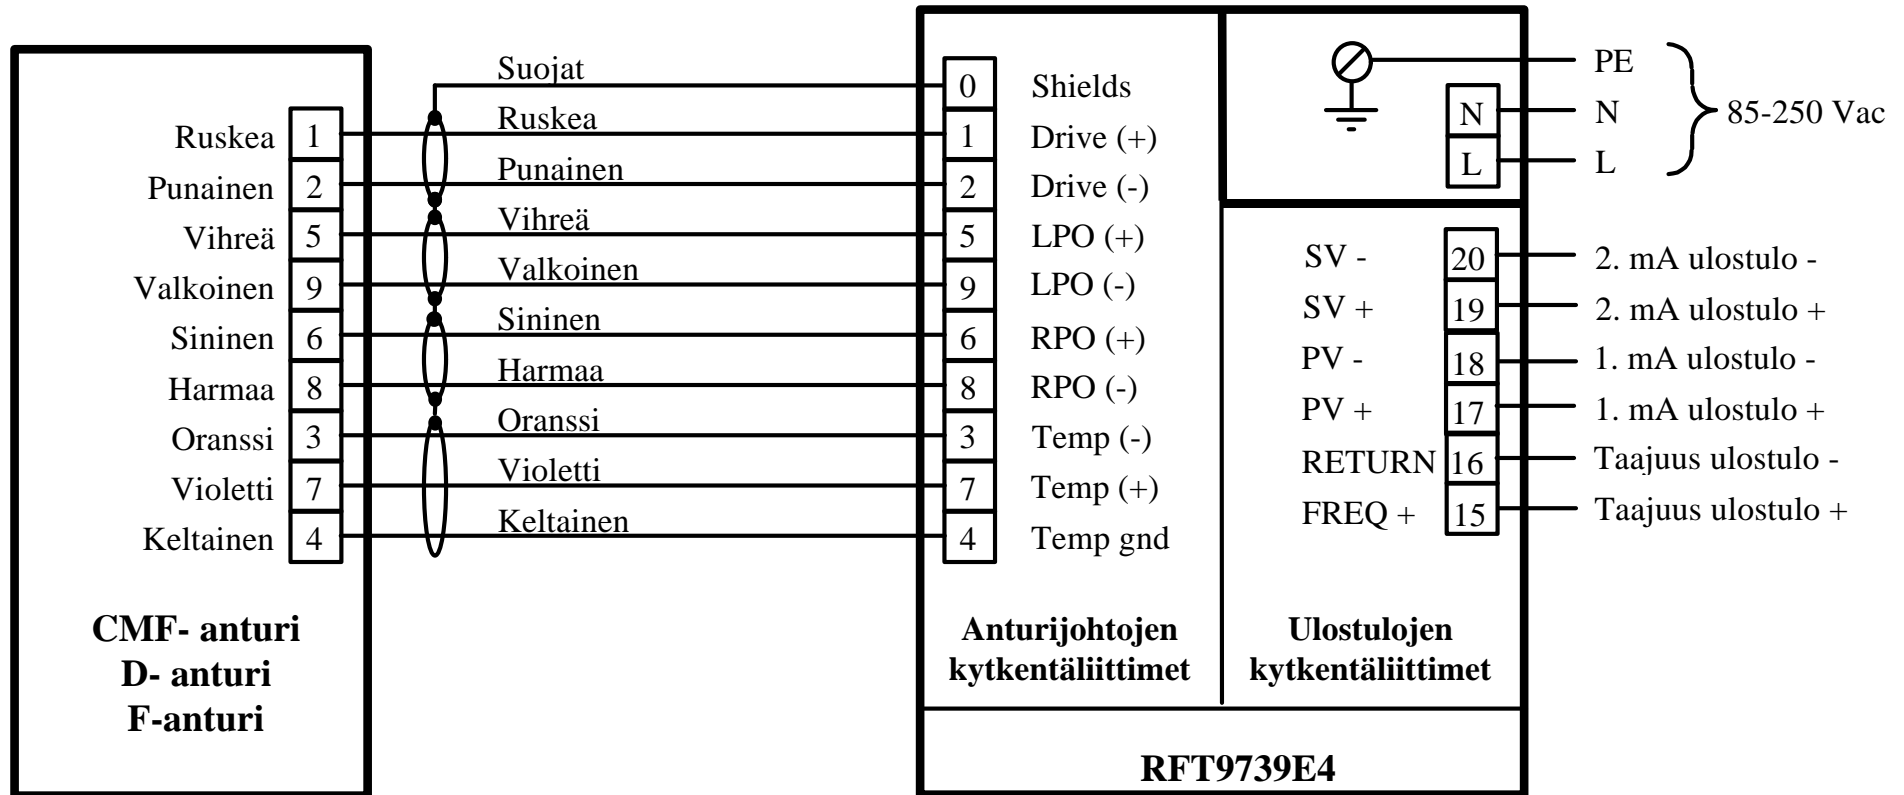 Ruskea 1
Punainen 2
Vihreä 5
Valkoinen 9
Sininen 6
Harmaa 8
Oranssi 3
Violetti 7
Keltainen 4
CMF- anturi
D- anturi
F-anturi
Suojat
Ruskea
Punainen
Vihreä
Valkoinen
Sininen
Harmaa
Oranssi
Violetti
Keltainen
0 Shields
1 Drive (+)
2 Drive (-)
5 LPO (+)
9 LPO (-)
6 RPO (+)
8 RPO (-)
3 Temp (-)
7 Temp (+)
4 Temp gnd
Anturijohtojen
kytkentäliittimet
PE
N N
L L
85-250 Vac
SV - 20 2. mA ulostulo -
SV + 19 2. mA ulostulo +
PV - 18 1. mA ulostulo -
PV + 17 1. mA ulostulo +
RETURN 16 Taajuus ulostulo -
FREQ + 15 Taajuus ulostulo +
Ulostulojen
kytkentäliittimet
RFT9739E4